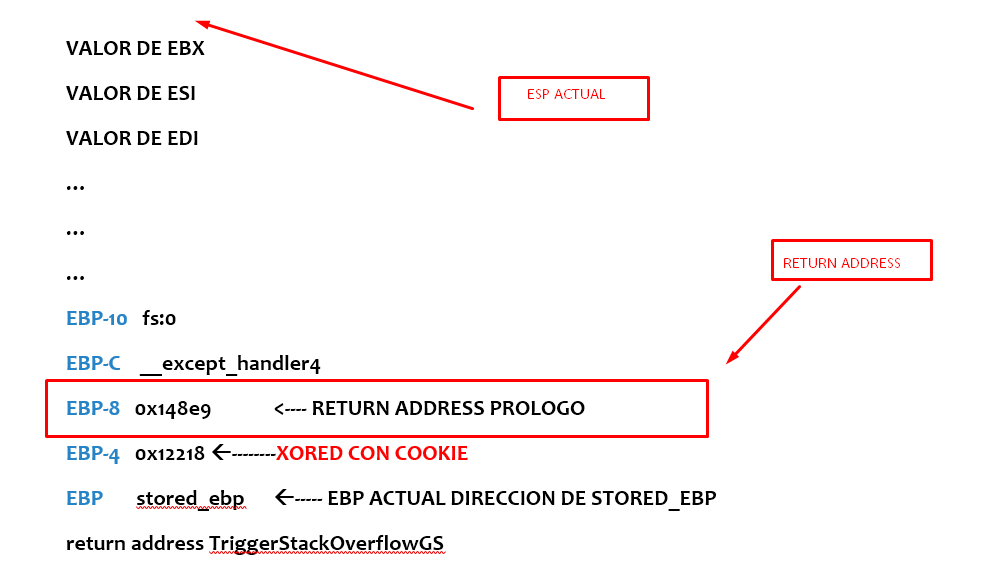 VALOR DE EBX
ESP ACTUAL
VALOR DE ESI
VALOR DE EDI
...
...
RETURN ADDRESS
...
EBP-10 fs:0
EBP-C __except_handler4
EBP-8 0x148e9 <---- RETURN ADDRESS PROLOGO
EBP-4 0x12218 ←--------XORED CON COOKIE
EBP stored_ebp ←----- EBP ACTUAL DIRECCION DE STORED_EBP
return address TriggerStackOverflowGS